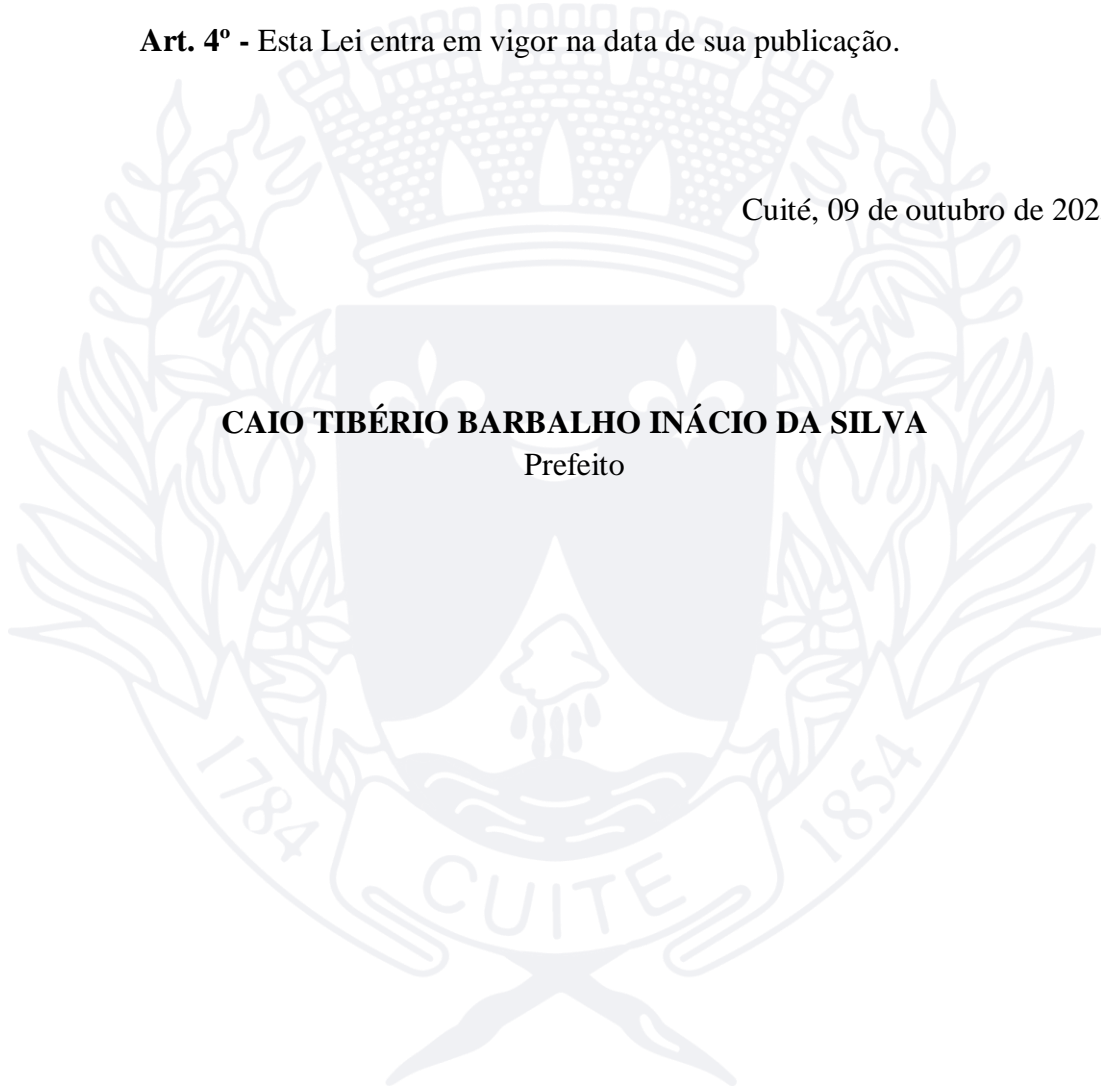 Art. 4º - Esta Lei entra em vigor na data de sua publicação.
Cuité, 09 de outubro de 202
CAIO TIBÉRIO BARBALHO INÁCIO DA SILVA
Prefeito
1784
CUITE
1854